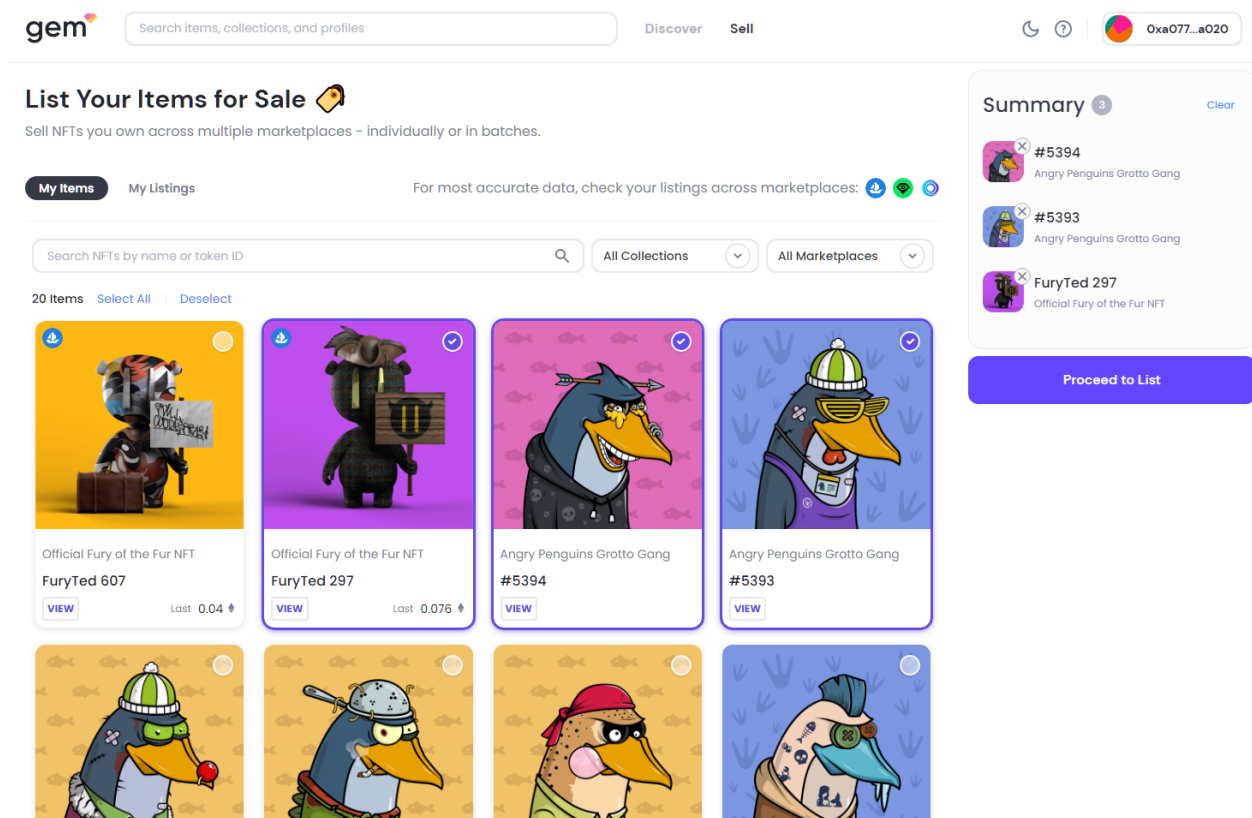 gem
Search items, collections, and profiles
Discover
Sell
0xa077...a020
List Your Items for Sale
Sell NFTs you own across multiple marketplaces - individually or in batches.
My Items
My Listings
For most accurate data, check your listings across marketplaces:
Search NFTs by name or token ID
All Collections
All Marketplaces
20 Items
Select All
Deselect
Official Fury of the Fur NFT
FuryTed 607
VIEW
Last 0.04
Official Fury of the Fur NFT
FuryTed 297
VIEW
Last 0.076
Angry Penguins Grotto Gang
#5394
VIEW
Angry Penguins Grotto Gang
#5393
VIEW
Summary 3
Clear
#5394
Angry Penguins Grotto Gang
#5393
Angry Penguins Grotto Gang
FuryTed 297
Official Fury of the Fur NFT
Proceed to List